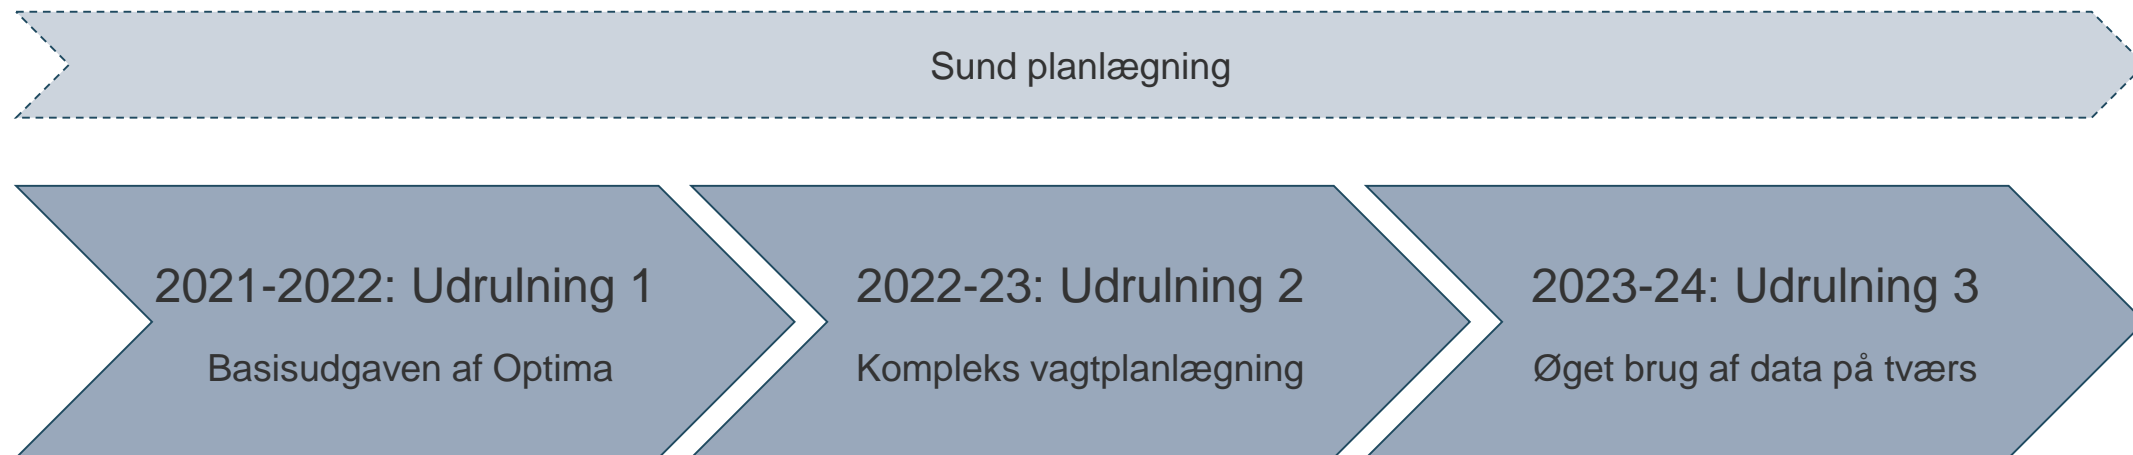 Sund planlægning
2021-2022: Udrulning 1
Basisudgaven af Optima
2022-23: Udrulning 2
Kompleks vagtplanlægning
2023-24: Udrulning 3
Øget brug af data på tværs